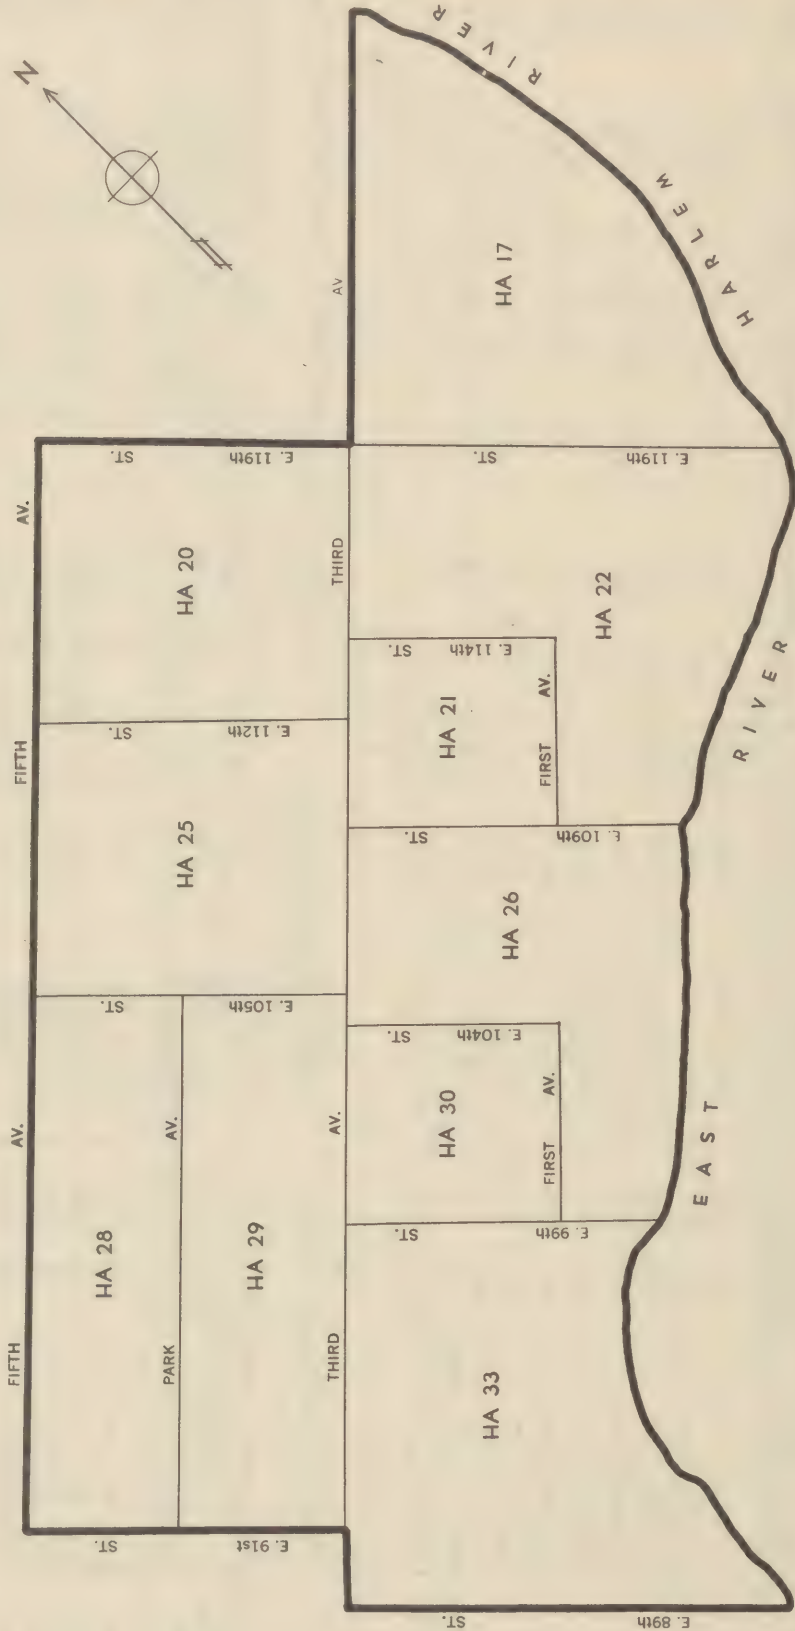 N
FIFTH AV. FIFTH AV.
E. 91st ST.
HA 28
PARK AV.
HA 29
E. 105th ST.
HA 25
E. 112th ST.
HA 20
E. 119th ST.
THIRD AV. THIRD AV
E. 89th ST.
HA 33
E. 99th ST.
HA 30
E. 104th ST.
FIRST AV.
HA 26
E. 109th ST.
HA 21
E. 114th ST.
FIRST AV.
HA 22
E. 119th ST.
HA 17
EAST RIVER
HARLEM RIVER